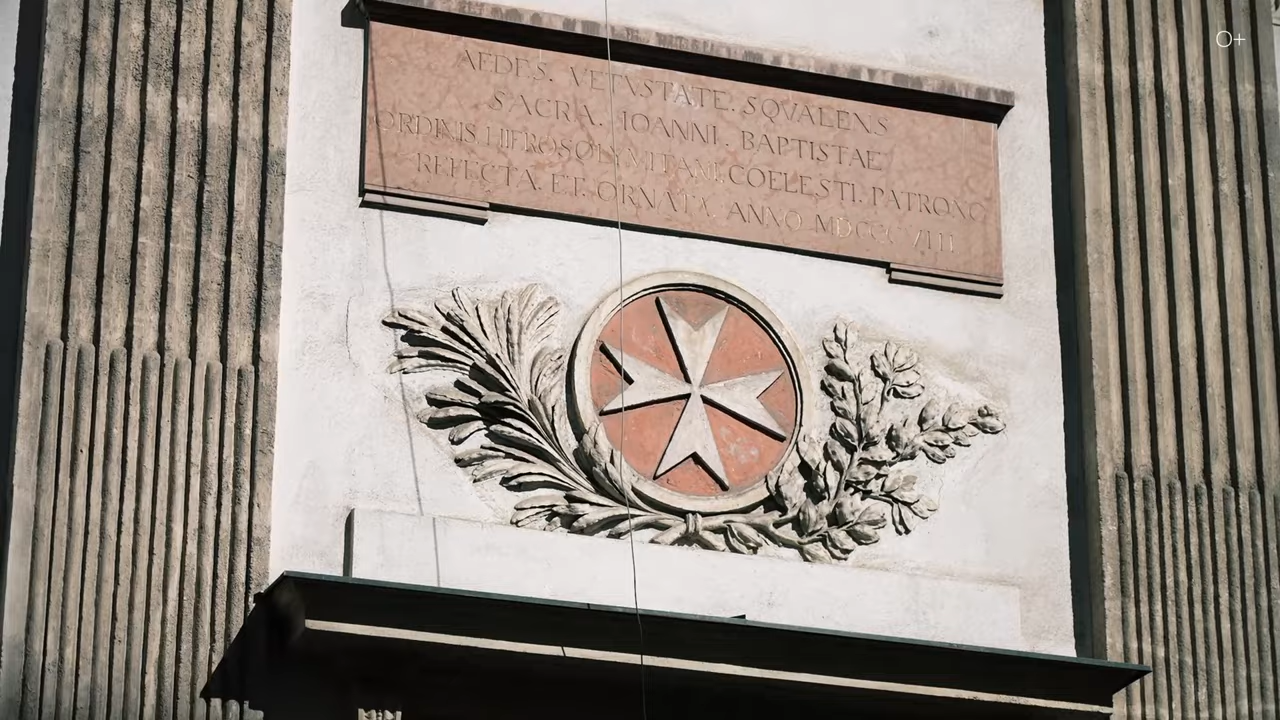 AEDES. VETVSTATE. SQVALENS
SACRA. IOANNI. BAPTISTAE
ORDINIS HIEROSOLYMITANI. COELESTI. PATRONO
REFECTA. ET. ORNATA. ANNO MDCCCVIII
O+